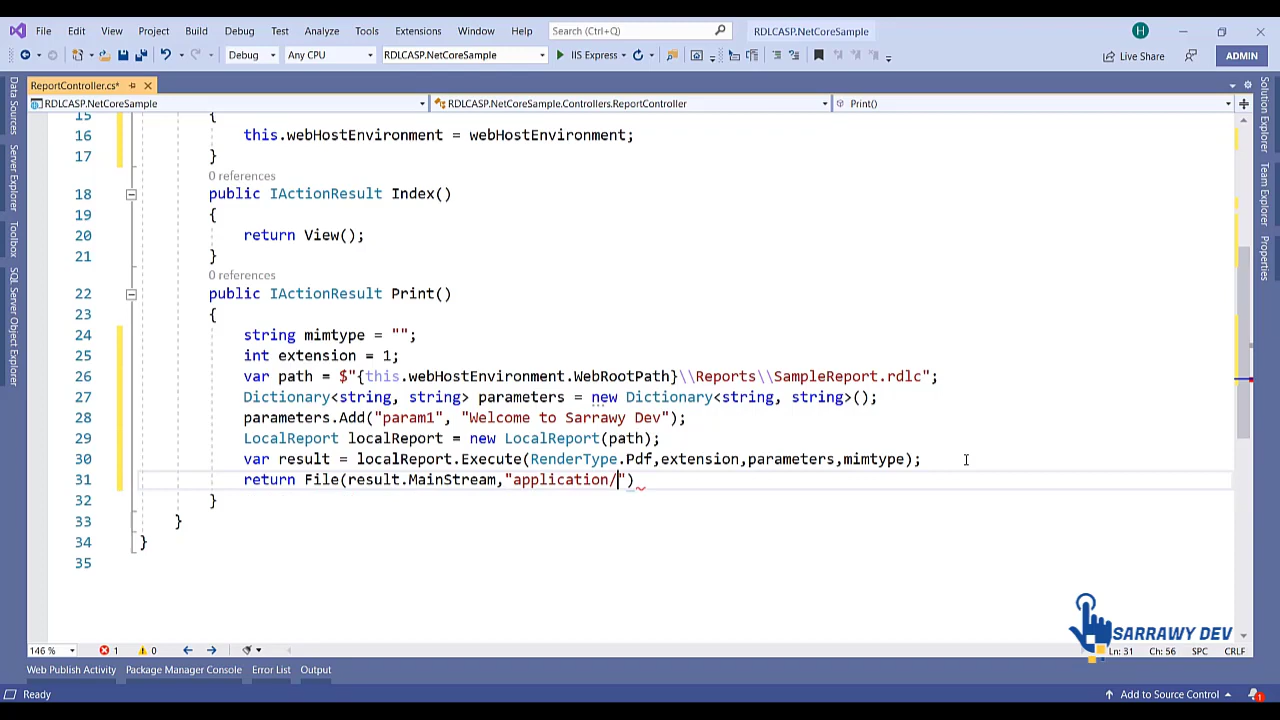 File Edit View Git Project Build Debug Test Analyze Tools Extensions Window Help Search (Ctrl+Q) RDLCASP.NetCoreSample H
Debug Any CPU RDLCASP.NetCoreSample IIS Express Live Share ADMIN
ReportController.cs*
RDLCASP.NetCoreSample RDLCASP.NetCoreSample.Controllers.ReportController Print()
Data Sources
Server Explorer
Toolbox
SQL Server Object Explorer
15 {
16 this.webHostEnvironment = webHostEnvironment;
17 }
0 references
18 public IActionResult Index()
19 {
20 return View();
21 }
0 references
22 public IActionResult Print()
23 {
24 string mimtype = "";
25 int extension = 1;
26 var path = $"{this.webHostEnvironment.WebRootPath}\\Reports\\SampleReport.rdlc";
27 Dictionary<string, string> parameters = new Dictionary<string, string>();
28 parameters.Add("param1", "Welcome to Sarrawy Dev");
29 LocalReport localReport = new LocalReport(path);
30 var result = localReport.Execute(RenderType.Pdf,extension,parameters,mimtype);
31 return File(result.MainStream,"application/")
32 }
33 }
34 }
35
Solution Explorer
Team Explorer
Properties
SARRAWY DEV
146 % 1 0 Ln: 31 Ch: 56 SPC CRLF
Web Publish Activity Package Manager Console Error List Output
Ready Add to Source Control 1